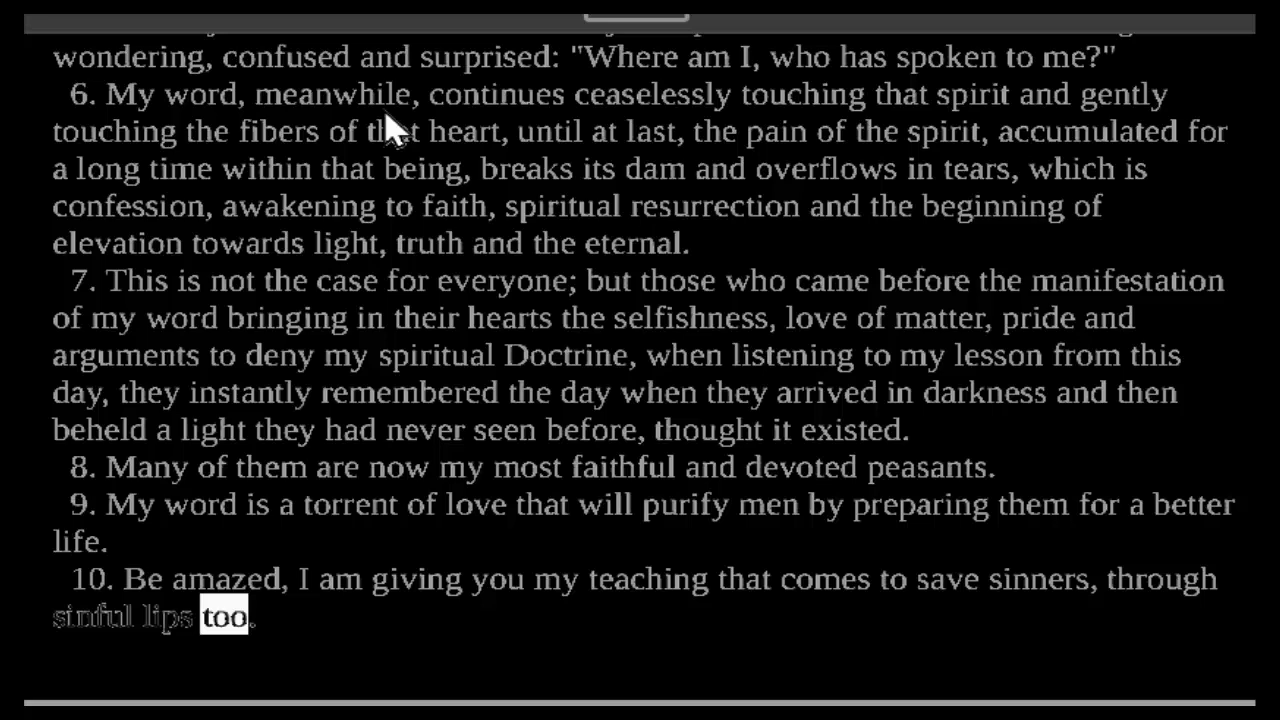 wondering, confused and surprised: "Where am I, who has spoken to me?"
6. My word, meanwhile, continues ceaselessly touching that spirit and gently
touching the fibers of that heart, until at last, the pain of the spirit, accumulated for
a long time within that being, breaks its dam and overflows in tears, which is
confession, awakening to faith, spiritual resurrection and the beginning of
elevation towards light, truth and the eternal.
7. This is not the case for everyone; but those who came before the manifestation
of my word bringing in their hearts the selfishness, love of matter, pride and
arguments to deny my spiritual Doctrine, when listening to my lesson from this
day, they instantly remembered the day when they arrived in darkness and then
beheld a light they had never seen before, thought it existed.
8. Many of them are now my most faithful and devoted peasants.
9. My word is a torrent of love that will purify men by preparing them for a better
life.
10. Be amazed, I am giving you my teaching that comes to save sinners, through
sinful lips too.